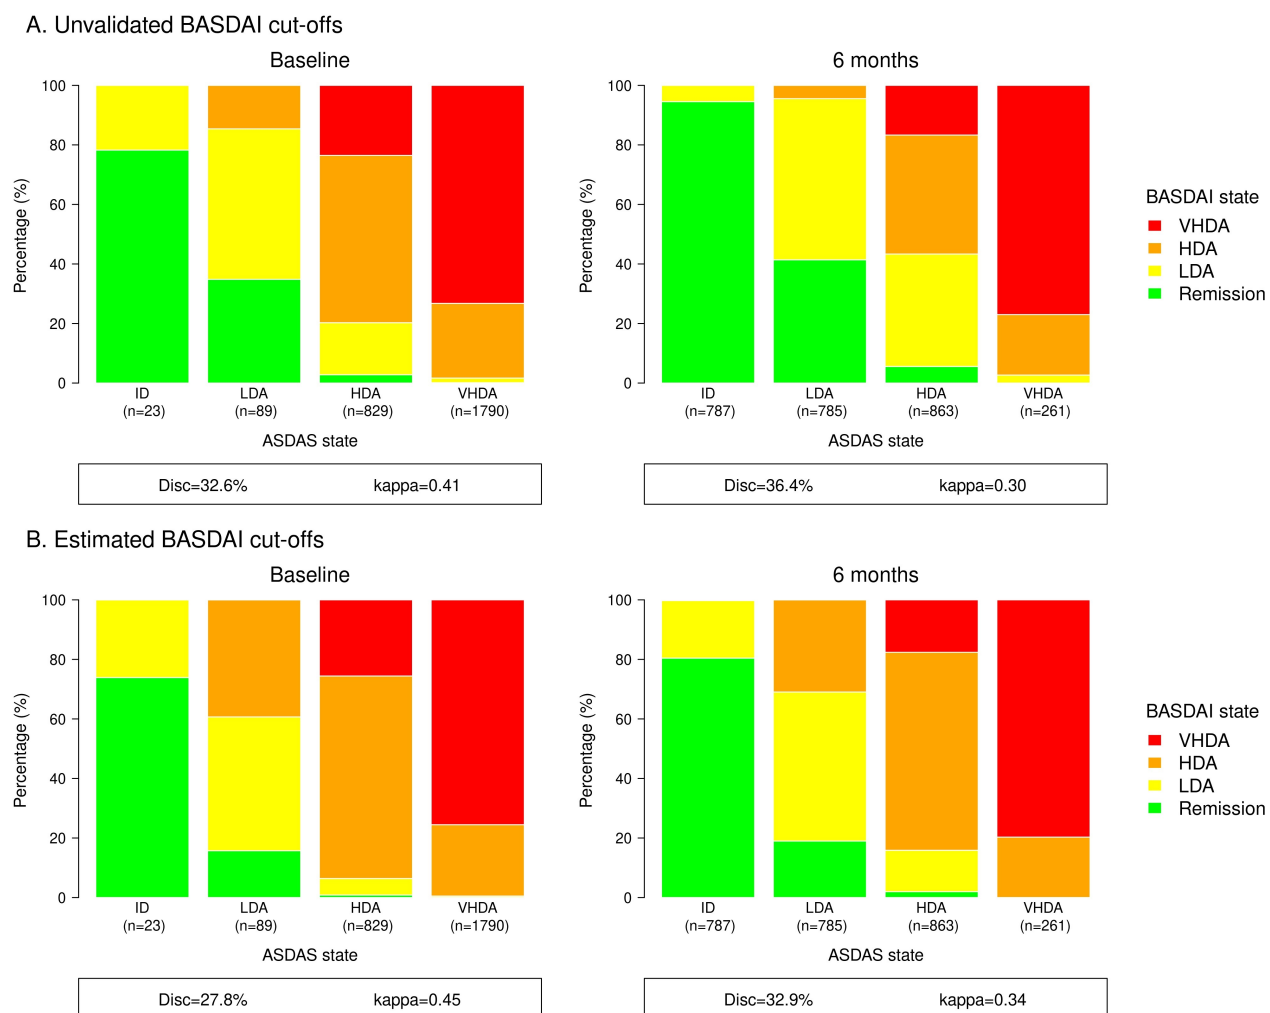 A. Unvalidated BASDAI cut-offs
Baseline
Percentage (%)
100
80
60
40
20
0
ID LDA HDA VHDA
(n=23) (n=89) (n=829) (n=1790)
ASDAS state
Disc=32.6% kappa=0.41
6 months
Percentage (%)
100
80
60
40
20
0
ID LDA HDA VHDA
(n=787) (n=785) (n=863) (n=261)
ASDAS state
Disc=36.4% kappa=0.30
BASDAI state
VHDA
HDA
LDA
Remission
B. Estimated BASDAI cut-offs
Baseline
Percentage (%)
100
80
60
40
20
0
ID LDA HDA VHDA
(n=23) (n=89) (n=829) (n=1790)
ASDAS state
Disc=27.8% kappa=0.45
6 months
Percentage (%)
100
80
60
40
20
0
ID LDA HDA VHDA
(n=787) (n=785) (n=863) (n=261)
ASDAS state
Disc=32.9% kappa=0.34
BASDAI state
VHDA
HDA
LDA
Remission